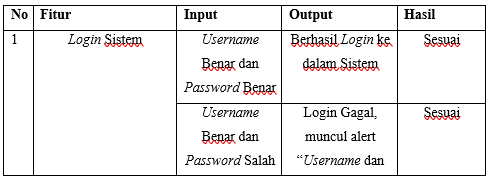 No Fitur Input Output Hasil
1 Login Sistem Username Berhasil Login ke Sesuai
Benar dan dalam Sistem
Password Benar
Username Login Gagal, Sesuai
Benar dan muncul alert
Password Salah “Username dan